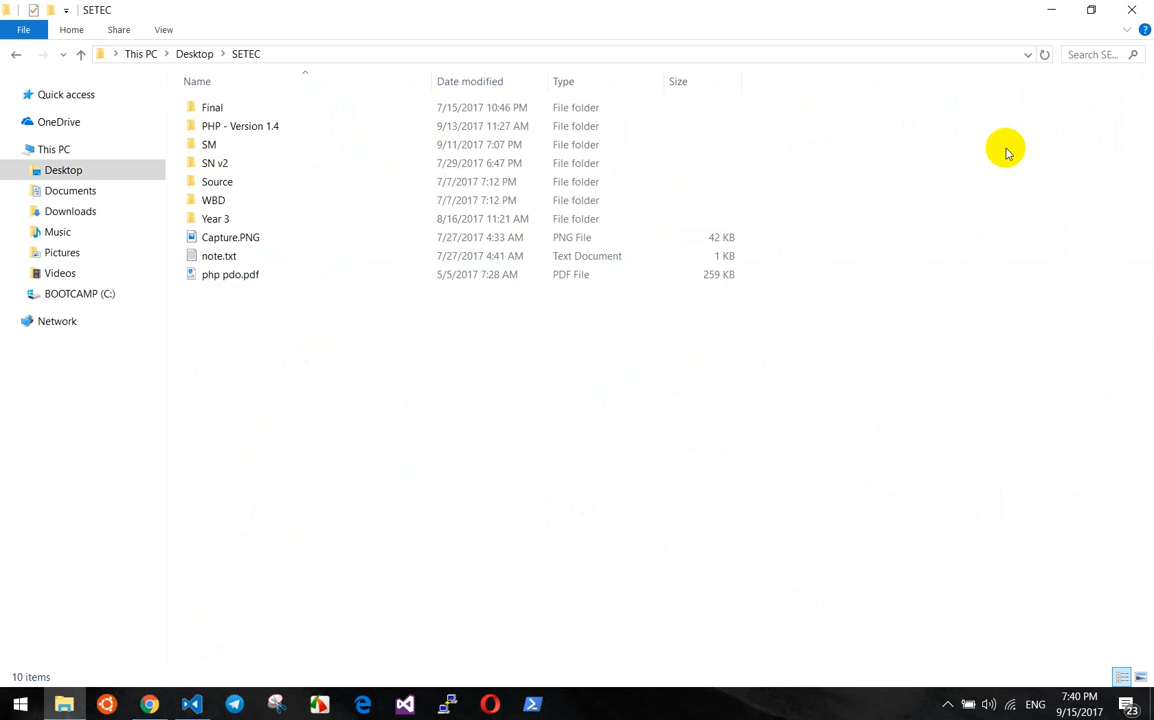 SETEC
File Home Share View
This PC Desktop SETEC Search SE...
Name Date modified Type Size
Quick access
OneDrive
This PC
Desktop
Documents
Downloads
Music
Pictures
Videos
BOOTCAMP (C:)
Network
Final 7/15/2017 10:46 PM File folder
PHP - Version 1.4 9/13/2017 11:27 AM File folder
SM 9/11/2017 7:07 PM File folder
SN v2 7/29/2017 6:47 PM File folder
Source 7/7/2017 7:12 PM File folder
WBD 7/7/2017 7:12 PM File folder
Year 3 8/16/2017 11:21 AM File folder
Capture.PNG 7/27/2017 4:33 AM PNG File 42 KB
note.txt 7/27/2017 4:41 AM Text Document 1 KB
php pdo.pdf 5/5/2017 7:28 AM PDF File 259 KB
10 items
ENG
7:40 PM
9/15/2017
23